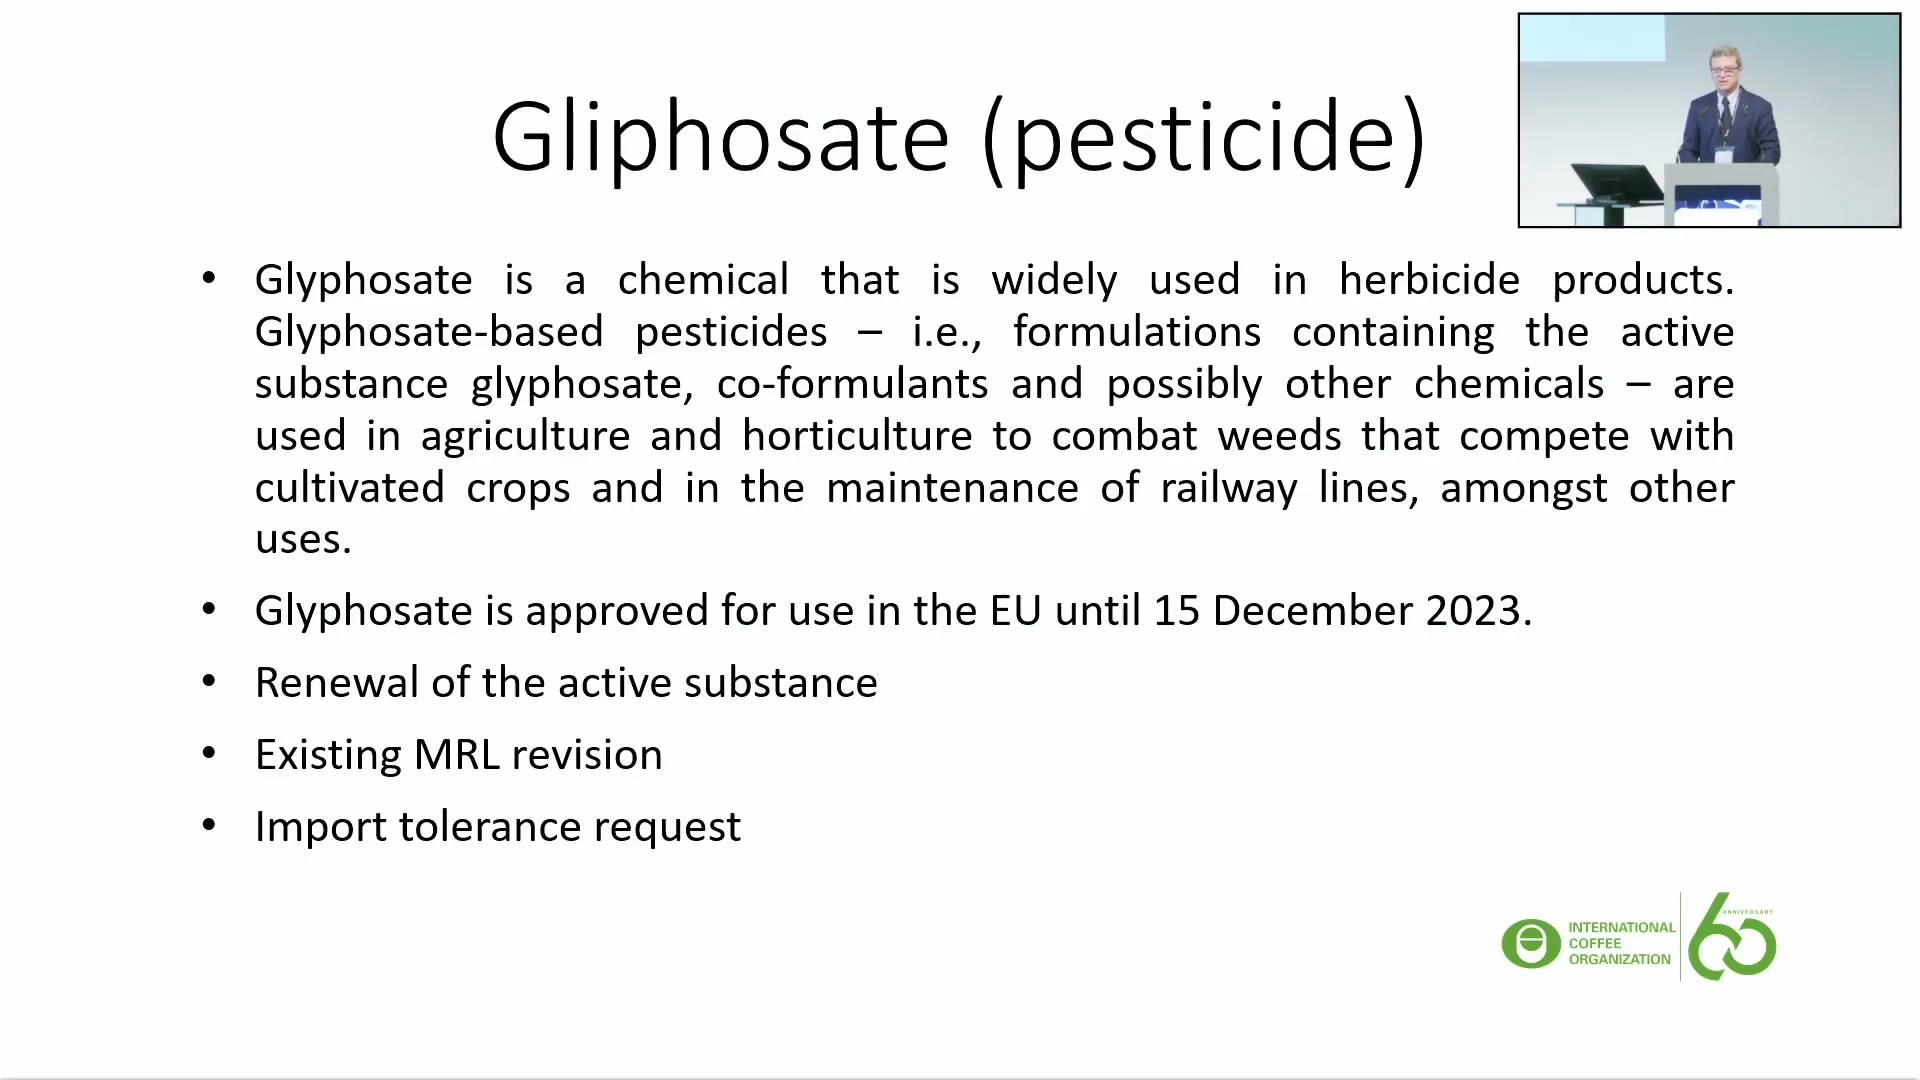 Gliphosate (pesticide)
• Glyphosate is a chemical that is widely used in herbicide products.
Glyphosate-based pesticides – i.e., formulations containing the active
substance glyphosate, co-formulants and possibly other chemicals – are
used in agriculture and horticulture to combat weeds that compete with
cultivated crops and in the maintenance of railway lines, amongst other
uses.
• Glyphosate is approved for use in the EU until 15 December 2023.
• Renewal of the active substance
• Existing MRL revision
• Import tolerance request
INTERNATIONAL
COFFEE
ORGANIZATION
60
ANNIVERSARY